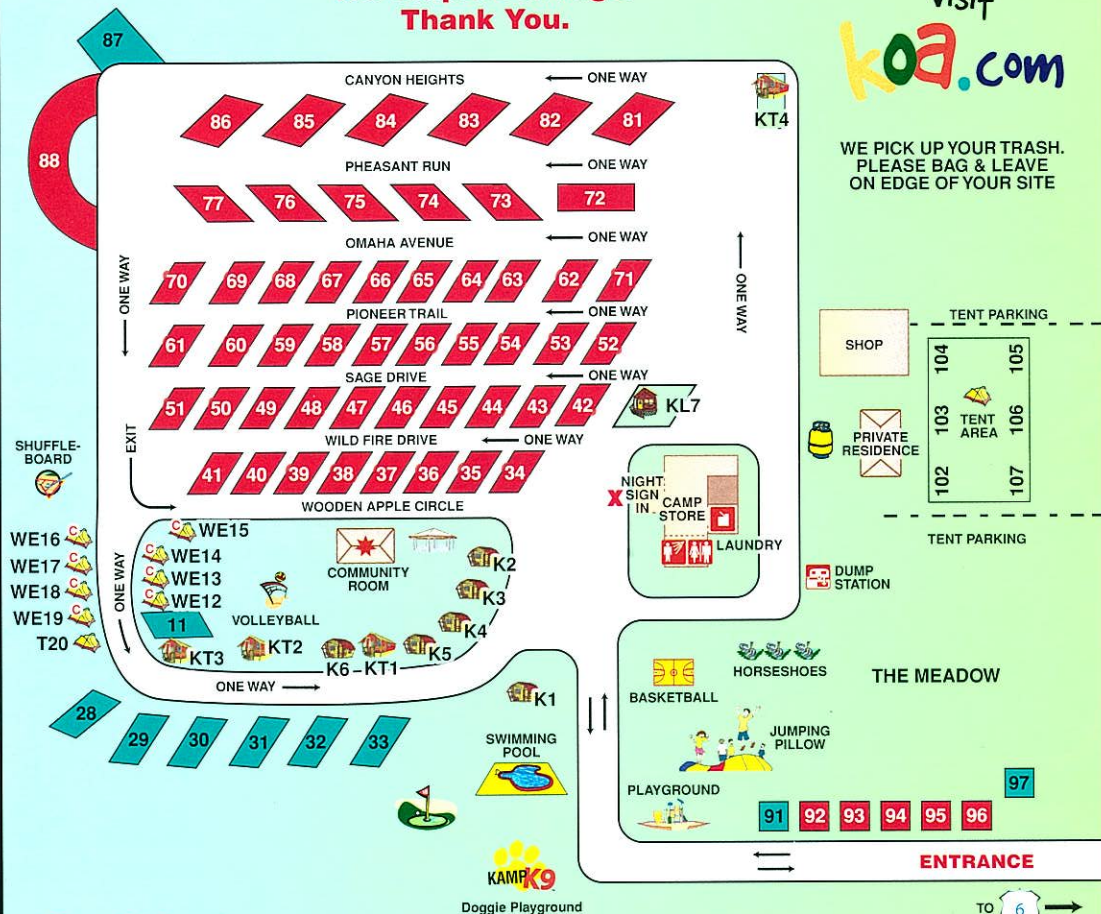 Thank You.
visit
koa.com
87
CANYON HEIGHTS
ONE WAY
KT4
86 85 84 83 82 81
88
WE PICK UP YOUR TRASH.
PLEASE BAG & LEAVE
ON EDGE OF YOUR SITE
PHEASANT RUN
ONE WAY
77 76 75 74 73 72
OMAHA AVENUE
ONE WAY
70 69 68 67 66 65 64 63 62 71
ONE WAY
ONE WAY
PIONEER TRAIL
ONE WAY
61 60 59 58 57 56 55 54 53 52
SAGE DRIVE
ONE WAY
51 50 49 48 47 46 45 44 43 42
KL7
WILD FIRE DRIVE
ONE WAY
EXIT
41 40 39 38 37 36 35 34
WOODEN APPLE CIRCLE
SHOP
TENT PARKING
104 105
103 106
102 107
TENT
AREA
PRIVATE
RESIDENCE
TENT PARKING
SHUFFLE-
BOARD
NIGHT
SIGN
IN
X
CAMP
STORE
LAUNDRY
DUMP
STATION
C WE15
WE16 C
WE17 C
WE18 C
WE19 C
T20
ONE WAY
C WE14
C WE13
C WE12
11
COMMUNITY
ROOM
VOLLEYBALL
K2
K3
K4
K5
KT3
KT2
K6–KT1
ONE WAY
K1
28 29 30 31 32 33
SWIMMING
POOL
BASKETBALL
HORSESHOES
THE MEADOW
JUMPING
PILLOW
PLAYGROUND
97
91 92 93 94 95 96
ENTRANCE
KAMP K9
Doggie Playground
TO 6